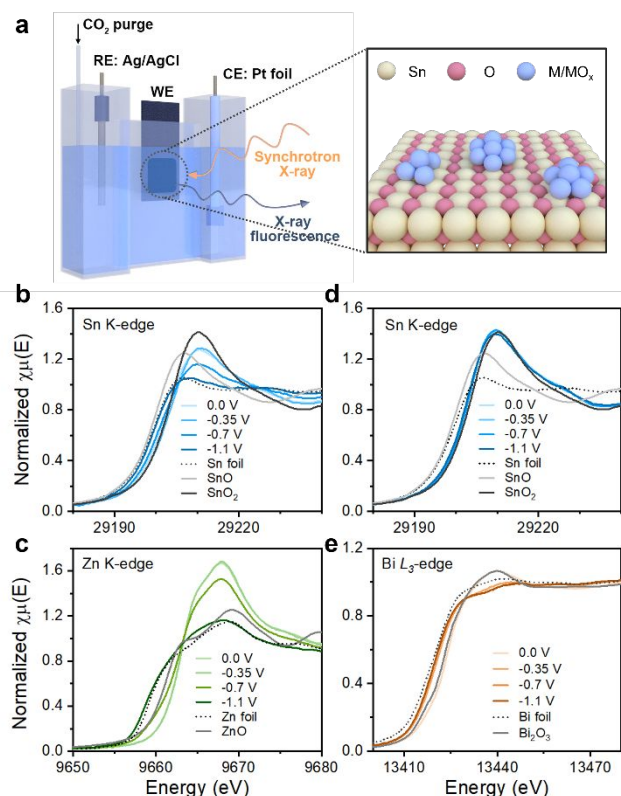 a
CO₂ purge
RE: Ag/AgCl
WE
CE: Pt foil
Synchrotron
X-ray
X-ray
fluorescence
Sn O M/MOₓ
b
Sn K-edge
Normalized χμ(E)
1.6
1.2
0.8
0.4
0.0
0.0 V
-0.35 V
-0.7 V
-1.1 V
Sn foil
SnO
SnO₂
29190 29220
d
Sn K-edge
1.6
1.2
0.8
0.4
0.0
0.0 V
-0.35 V
-0.7 V
-1.1 V
Sn foil
SnO
SnO₂
29190 29220
c
Zn K-edge
Normalized χμ(E)
1.6
1.2
0.8
0.4
0.0
0.0 V
-0.35 V
-0.7 V
-1.1 V
Zn foil
ZnO
9650 9660 9670 9680
Energy (eV)
e
Bi L₃-edge
1.2
0.8
0.4
0.0
0.0 V
-0.35 V
-0.7 V
-1.1 V
Bi foil
Bi₂O₃
13410 13440 13470
Energy (eV)